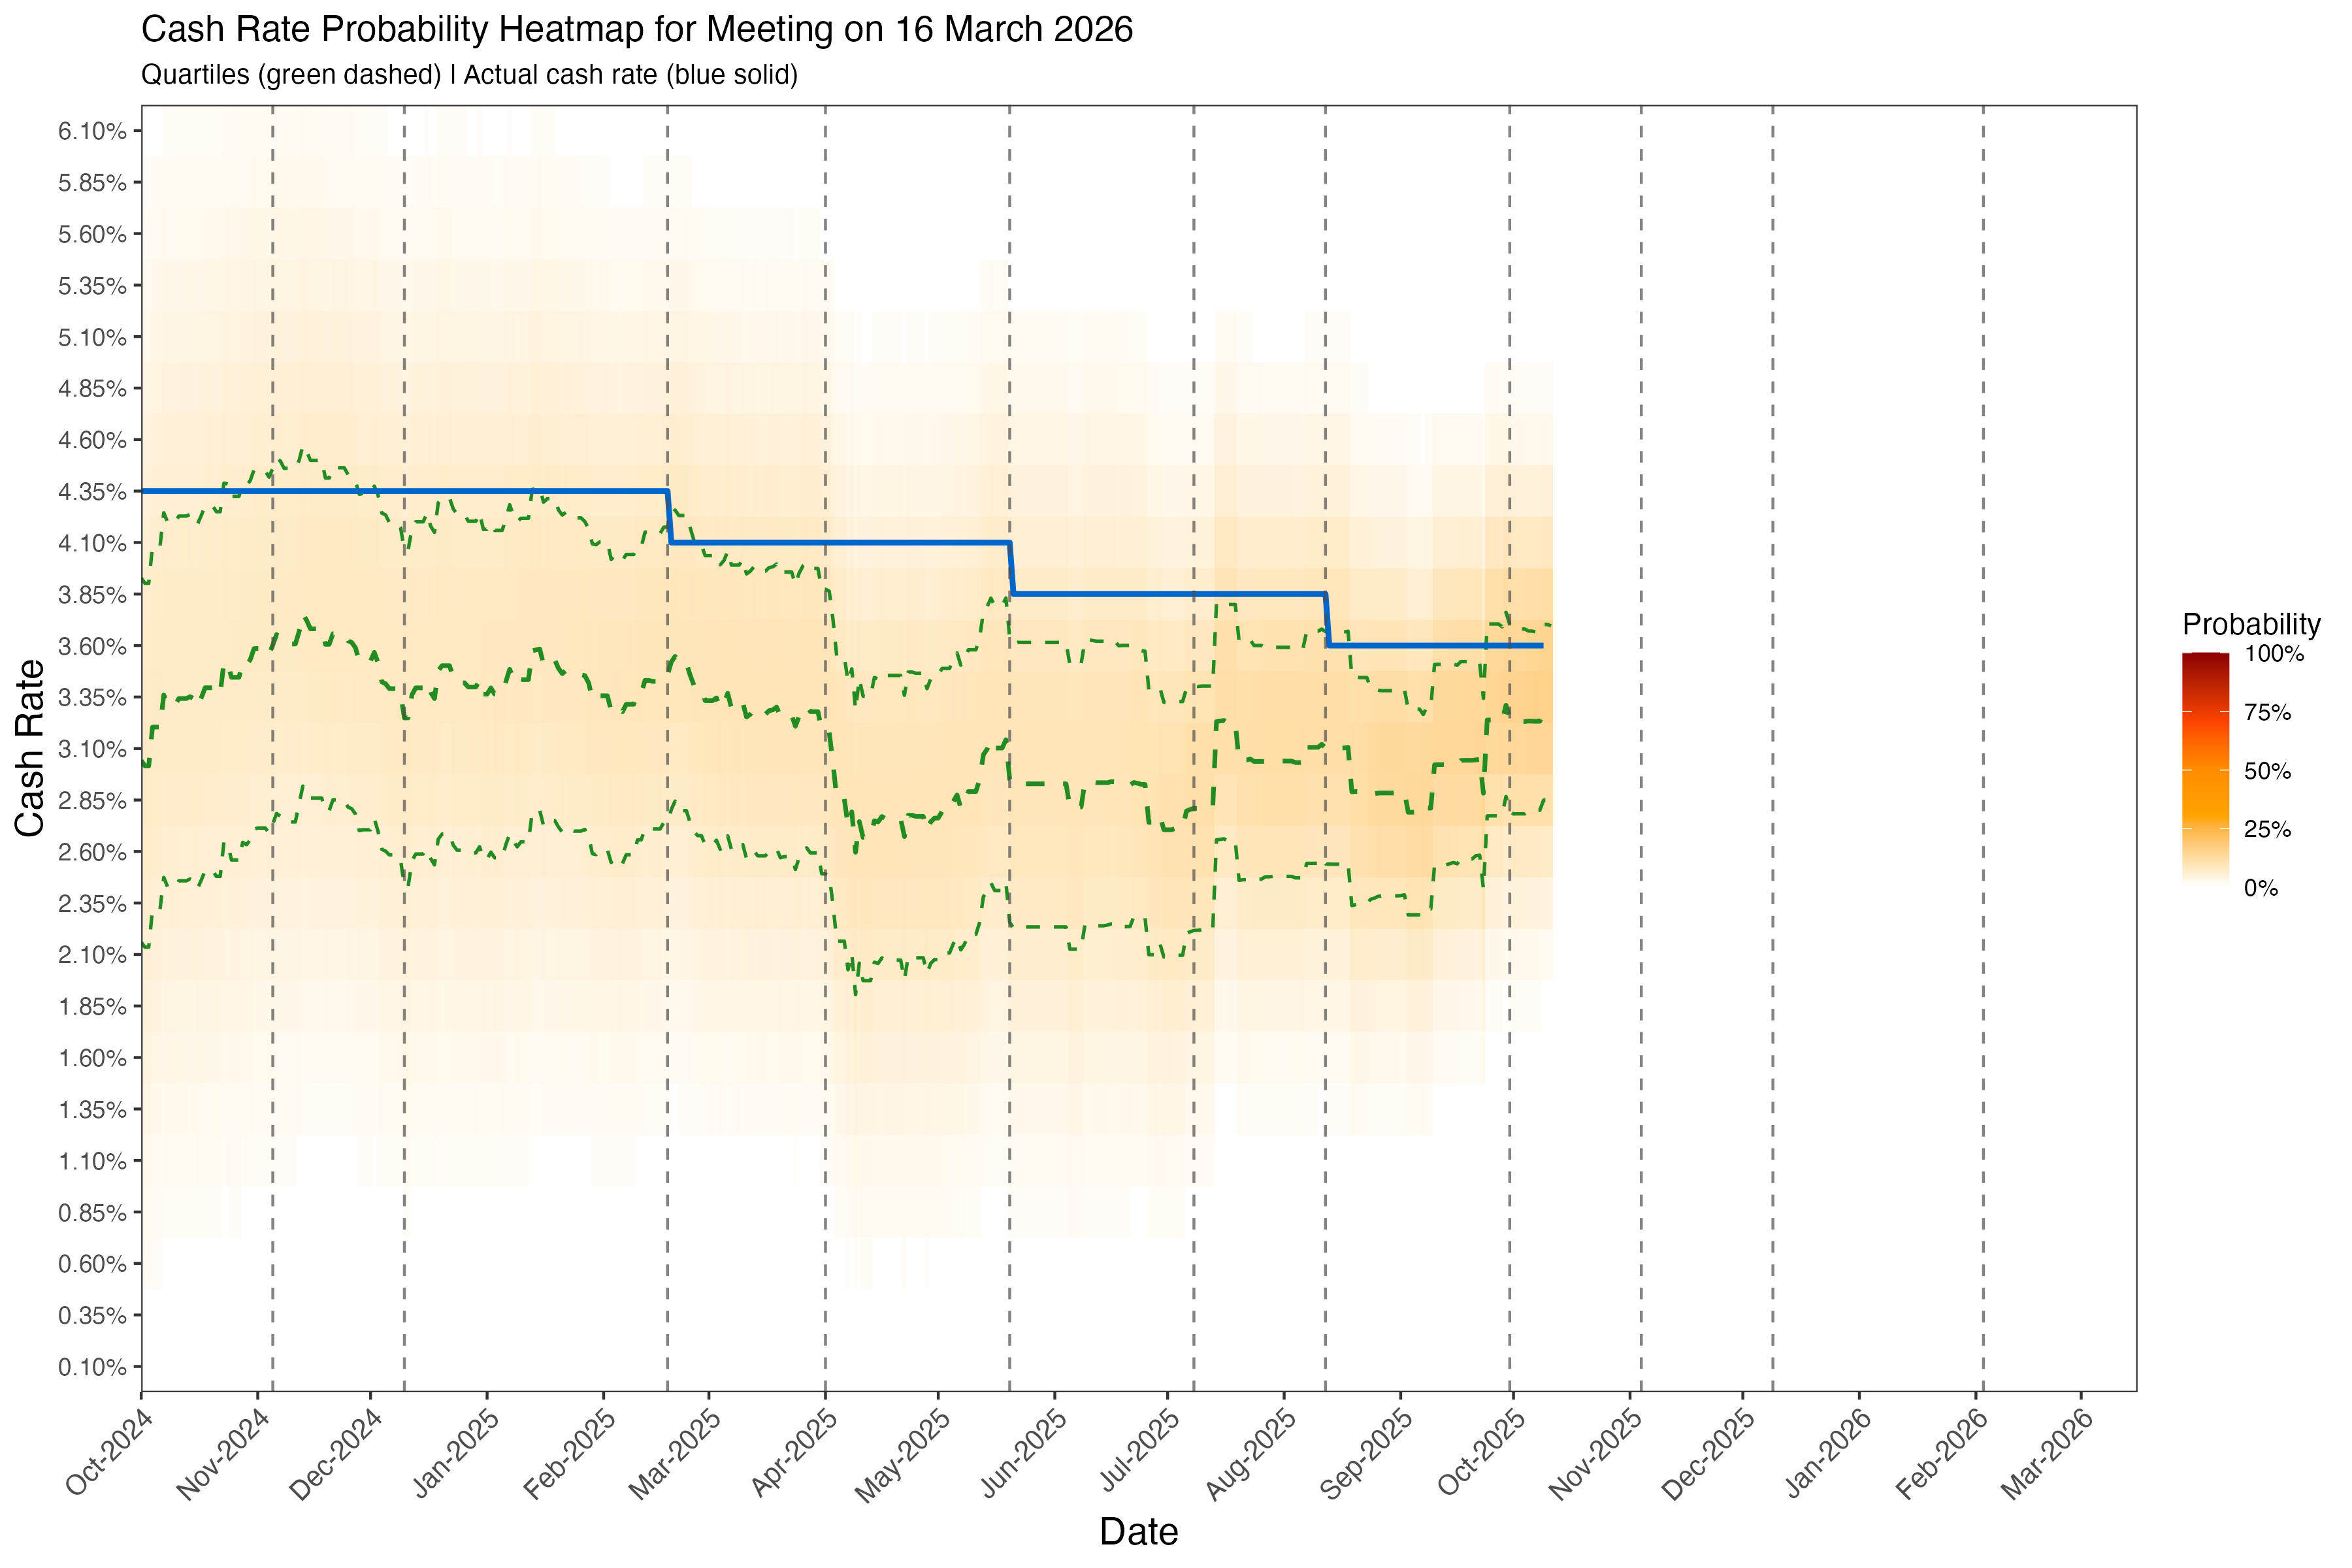 Cash Rate Probability Heatmap for Meeting on 16 March 2026
Quartiles (green dashed) | Actual cash rate (blue solid)
Cash Rate
6.10%
5.85%
5.60%
5.35%
5.10%
4.85%
4.60%
4.35%
4.10%
3.85%
3.60%
3.35%
3.10%
2.85%
2.60%
2.35%
2.10%
1.85%
1.60%
1.35%
1.10%
0.85%
0.60%
0.35%
0.10%
Oct-2024
Nov-2024
Dec-2024
Jan-2025
Feb-2025
Mar-2025
Apr-2025
May-2025
Jun-2025
Jul-2025
Aug-2025
Sep-2025
Oct-2025
Nov-2025
Dec-2025
Jan-2026
Feb-2026
Mar-2026
Date
Probability
100%
75%
50%
25%
0%